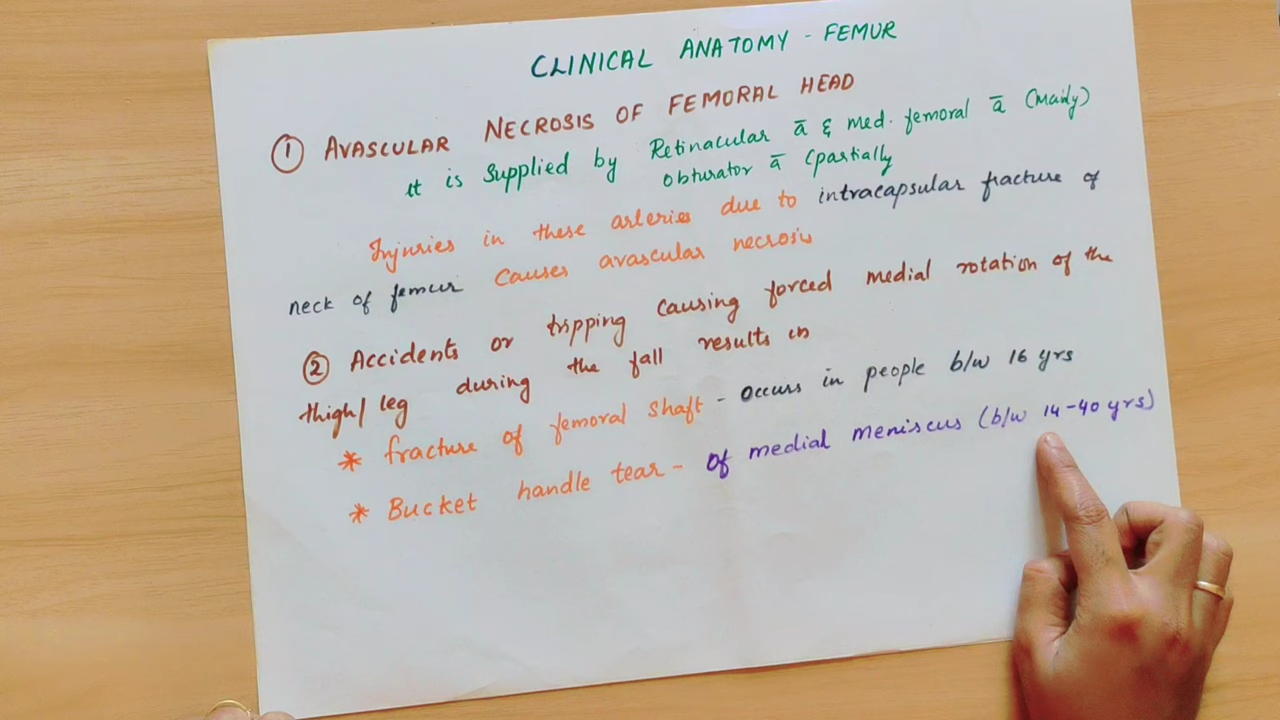 CLINICAL ANATOMY - FEMUR
① AVASCULAR NECROSIS OF FEMORAL HEAD
It is supplied by Retinacular ā & med. femoral ā (Mainly)
obturator ā (partially
Injuries in these arteries due to intracapsular fracture of
neck of femur causes avascular necrosis
② Accidents or tripping causing forced medial rotation of the
thigh/leg during the fall results in
* fracture of femoral shaft - occurs in people b/w 16 yrs
* Bucket handle tear - Of medial meniscus (b/w 14-40 yrs)